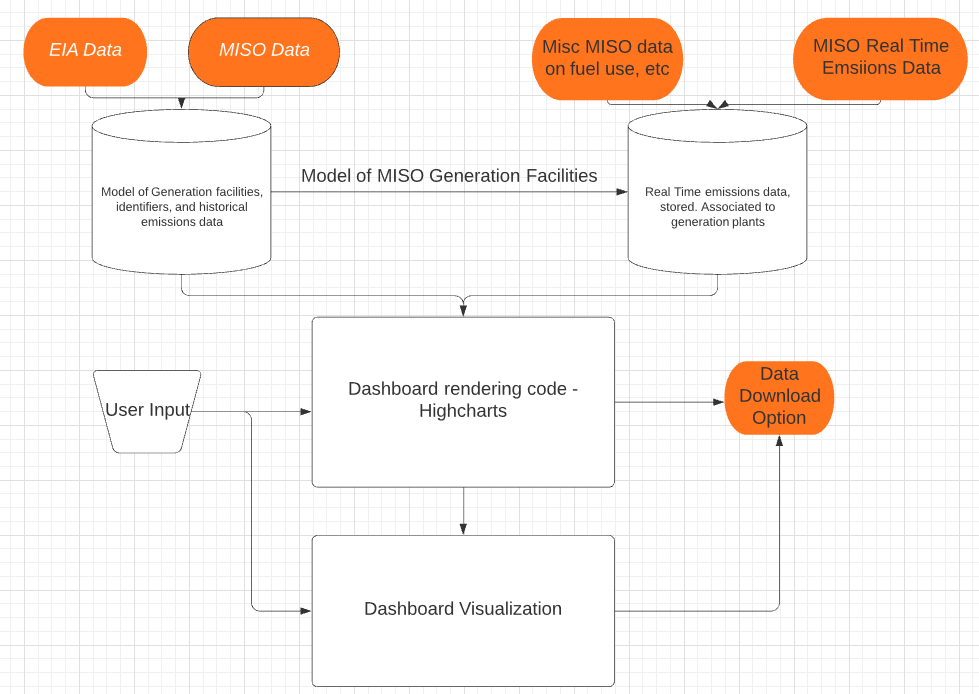 EIA Data
MISO Data
Misc MISO data
on fuel use, etc
MISO Real Time
Emsiions Data
Model of Generation facilities,
identifiers, and historical
emissions data
Model of MISO Generation Facilities
Real Time emissions data,
stored. Associated to
generation plants
User Input
Dashboard rendering code -
Highcharts
Data
Download
Option
Dashboard Visualization